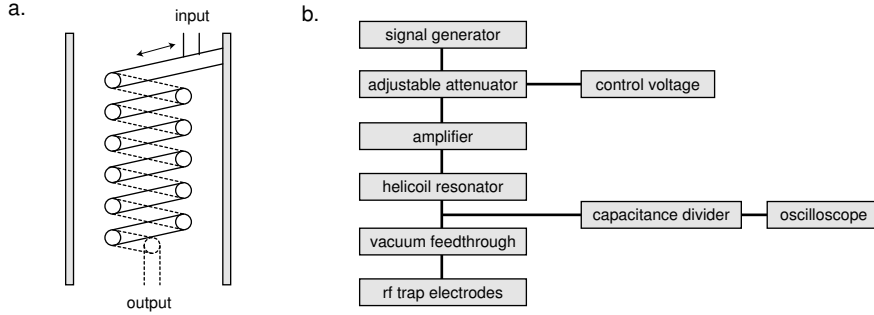 a.
input
output
b.
signal generator
adjustable attenuator
control voltage
amplifier
helicoil resonator
capacitance divider
oscilloscope
vacuum feedthrough
rf trap electrodes